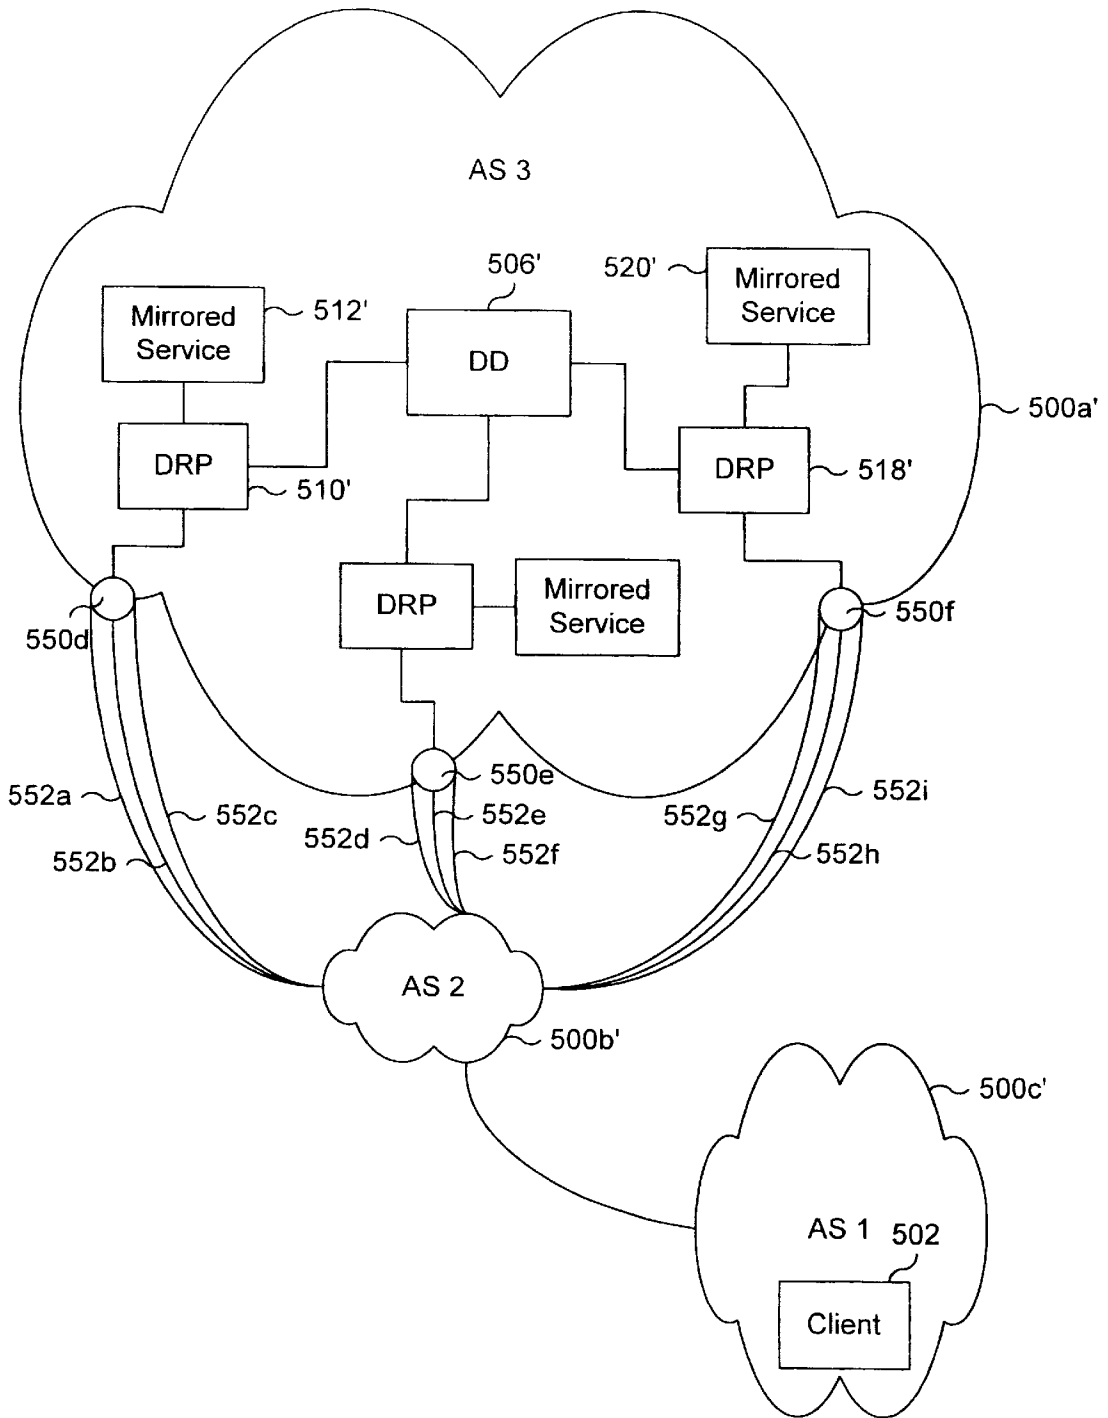 AS 3
506'
520'
Mirrored
Service
512'
Mirrored
Service
DD
500a'
DRP
510'
DRP
518'
DRP
Mirrored
Service
550d
550f
550e
552a
552c
552b
552d
552e
552f
552g
552i
552h
AS 2
500b'
500c'
AS 1
502
Client